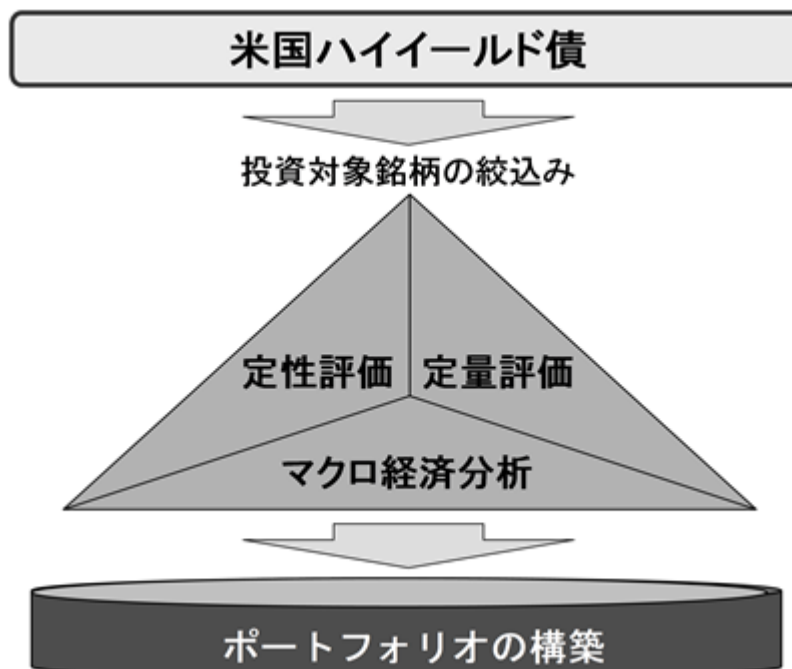 米国ハイイールド債
投資対象銘柄の絞込み
定性評価
定量評価
マクロ経済分析
ポートフォリオの構築